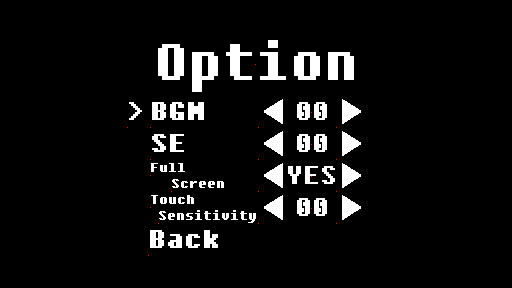 Option
> BGM ◀ 00 ▶
SE ◀ 00 ▶
Full
Screen ◀ YES ▶
Touch
Sensitivity ◀ 00 ▶
Back